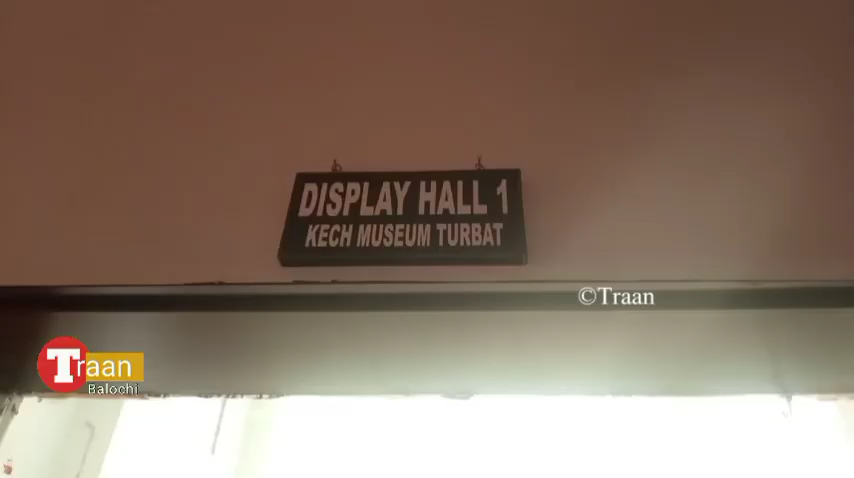 DISPLAY HALL 1
KECH MUSEUM TURBAT
©Traan
Traan
Balochi